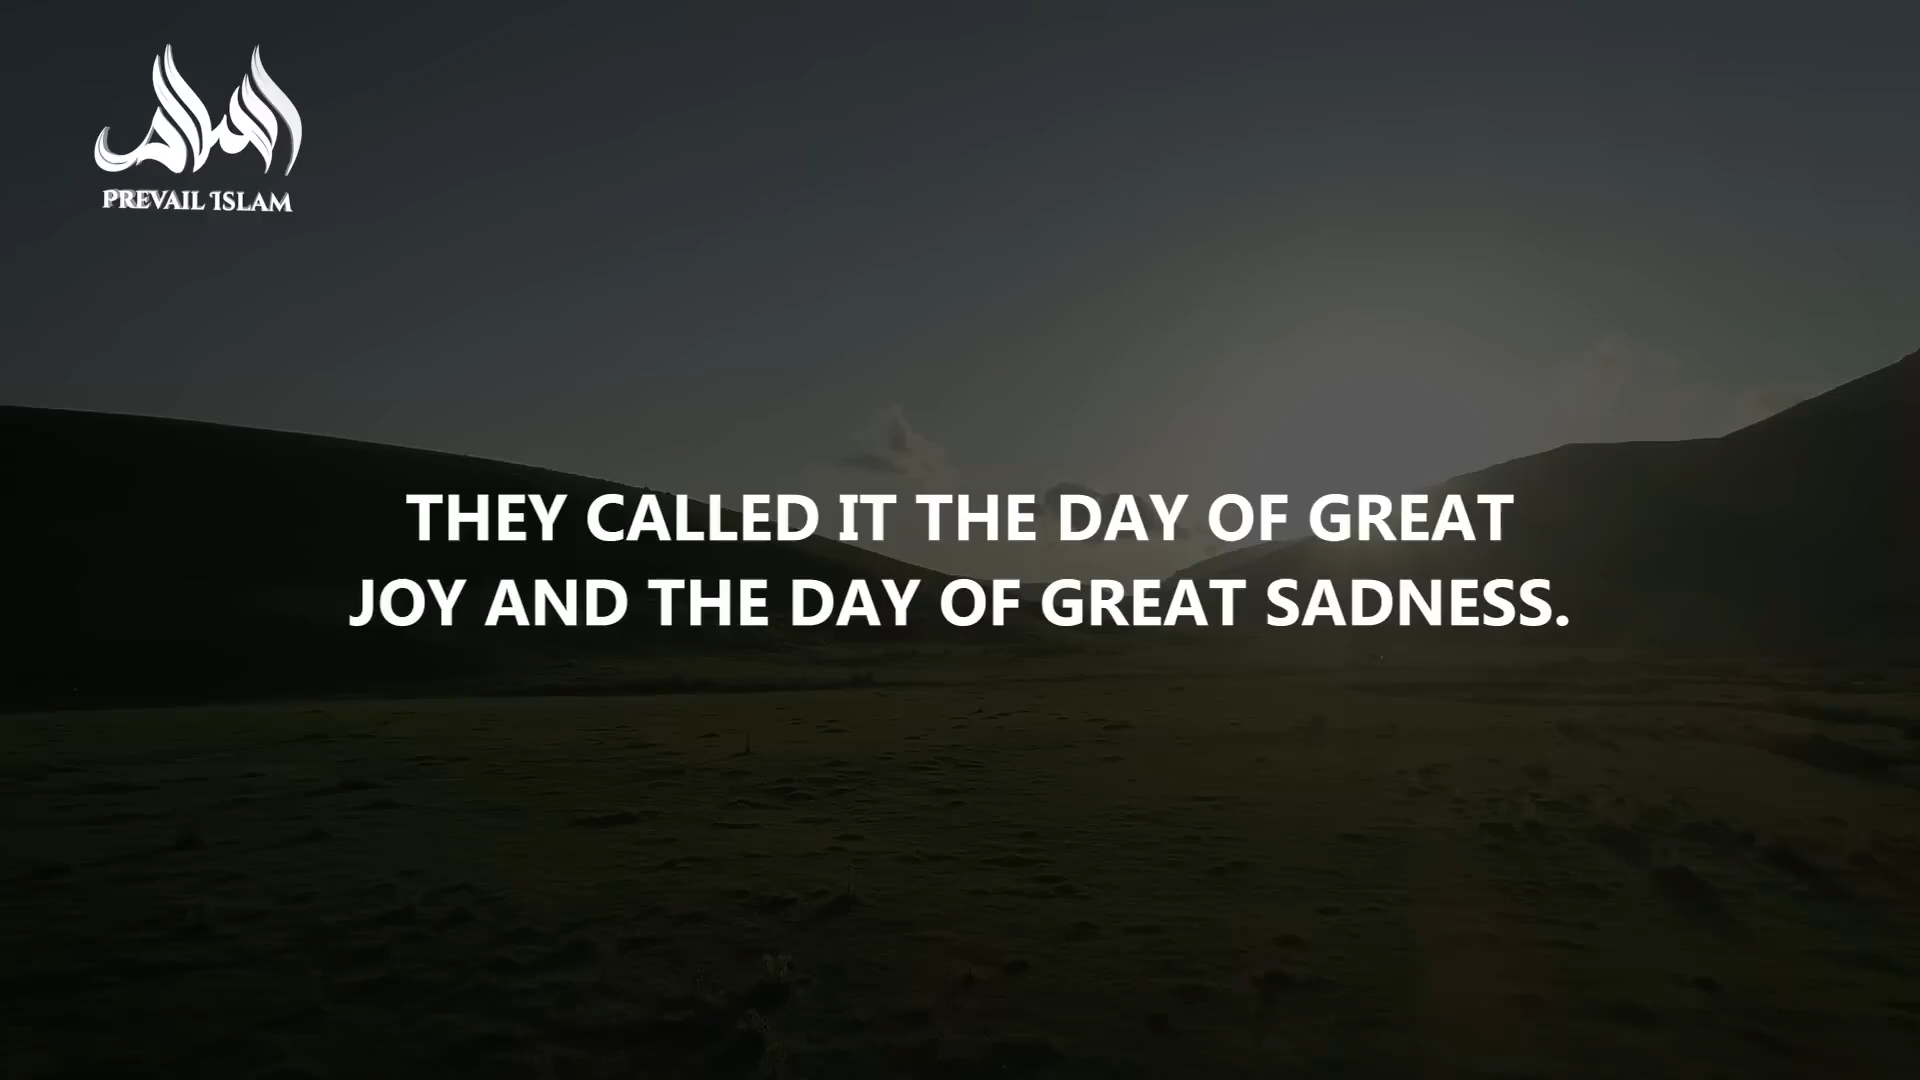 PREVAIL ISLAM
THEY CALLED IT THE DAY OF GREAT
JOY AND THE DAY OF GREAT SADNESS.